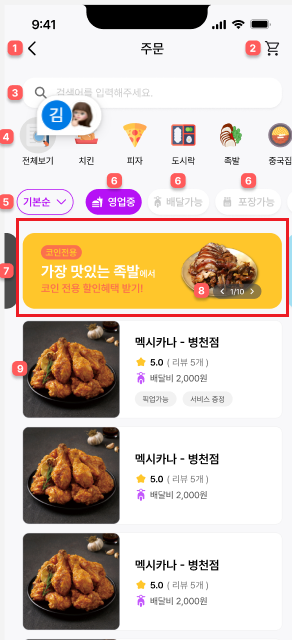 9:41
1 주문 2
3 검색어를 입력해주세요.
김
4
전체보기 치킨 피자 도시락 족발 중국집
6 6 6
5 기본순 영업중 배달가능 포장가능
코인전용
7 가장 맛있는 족발에서
코인 전용 할인혜택 받기!
8 1/10
멕시카나 - 병천점
9 5.0 ( 리뷰 5개 )
배달비 2,000원
픽업가능 서비스 증정
멕시카나 - 병천점
5.0 ( 리뷰 5개 )
배달비 2,000원
멕시카나 - 병천점
5.0 ( 리뷰 5개 )
배달비 2,000원